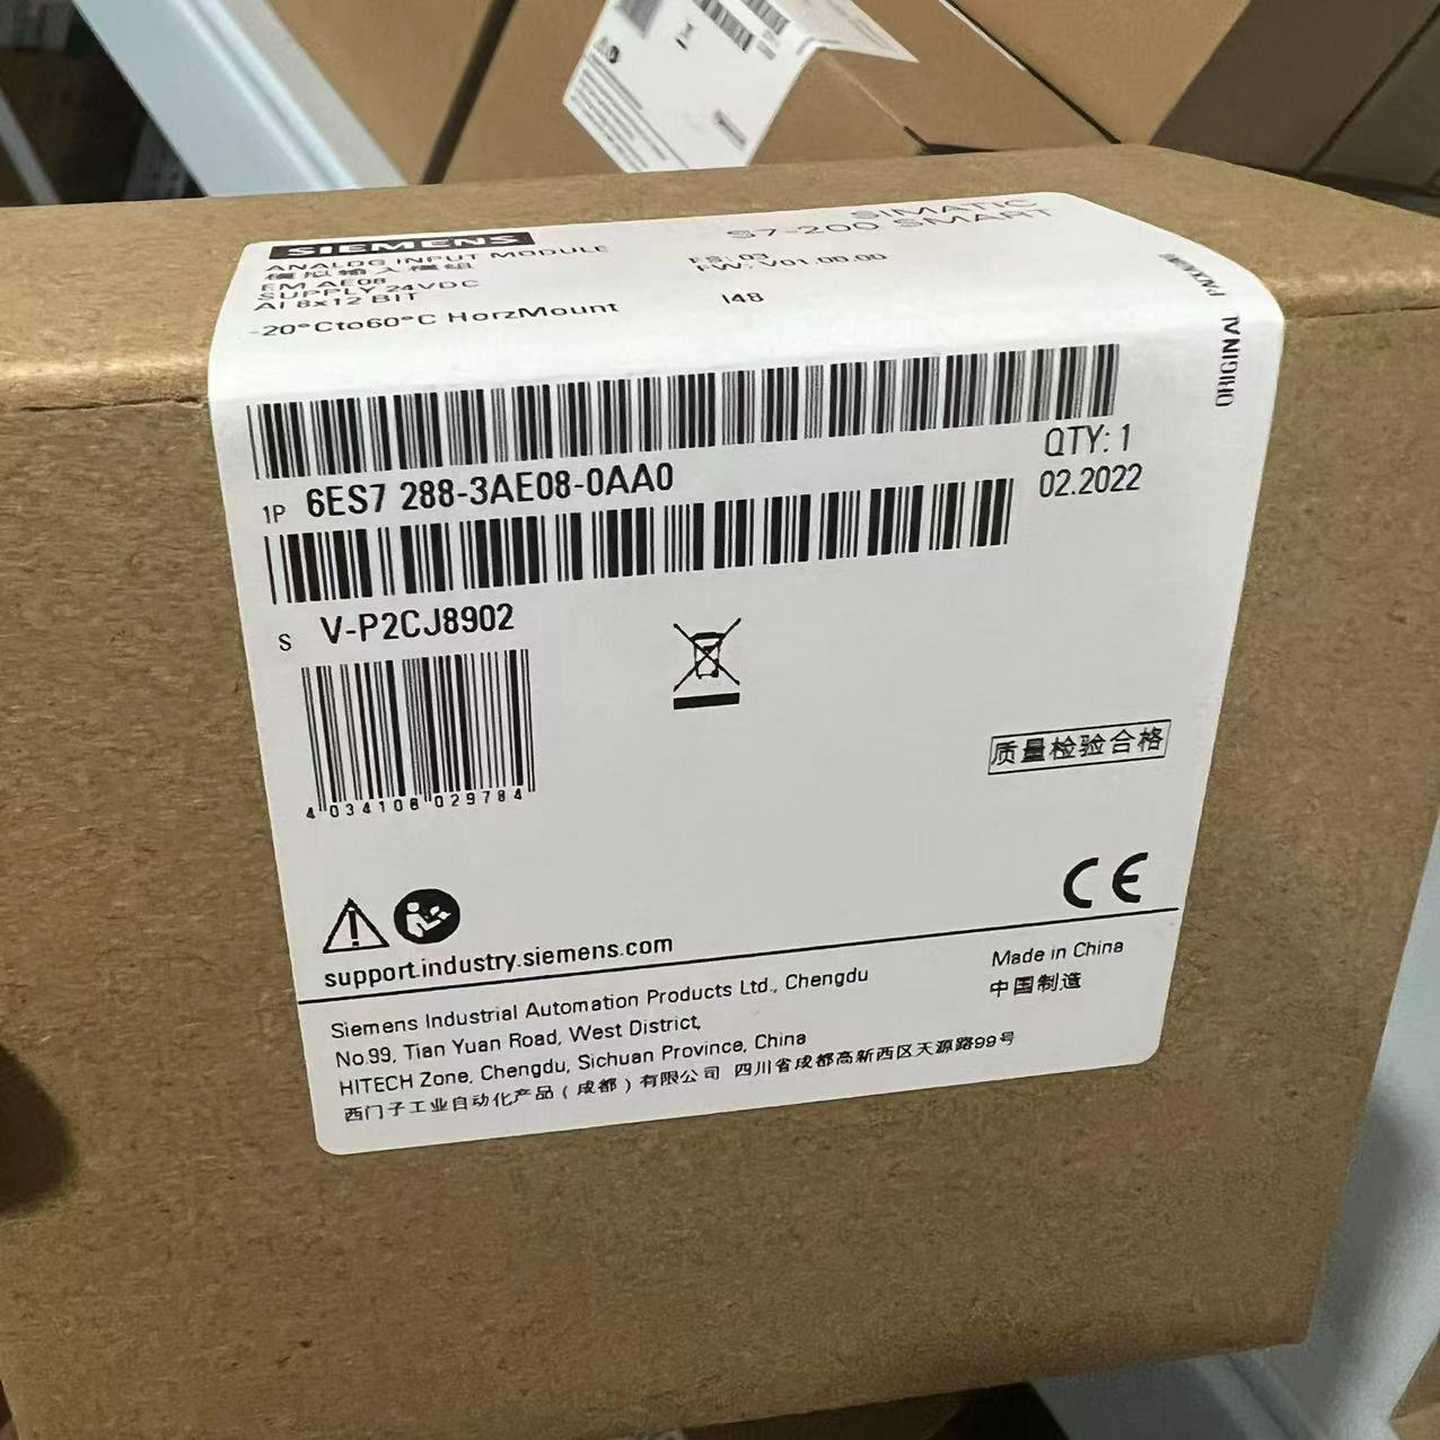 SIEMENS
SIMATIC
S7-200 SMART
ANALOG INPUT MODULE
模拟输入模组
EM AE08
SUPPLY 24VDC
AI 8x12 BIT
-20°Cto60°C HorzMount
FS: 03
FW: V01.00.00
I48
ORIGINAL
PACKAGING
QTY: 1
1P 6ES7 288-3AE08-0AA0
02.2022
S V-P2CJ8902
4 034108 029784
质量检验合格
CE
support.industry.siemens.com
Siemens Industrial Automation Products Ltd., Chengdu
No.99, Tian Yuan Road, West District,
HITECH Zone, Chengdu, Sichuan Province, China
西门子工业自动化产品(成都)有限公司 四川省成都高新西区天源路99号
Made in China
中国制造